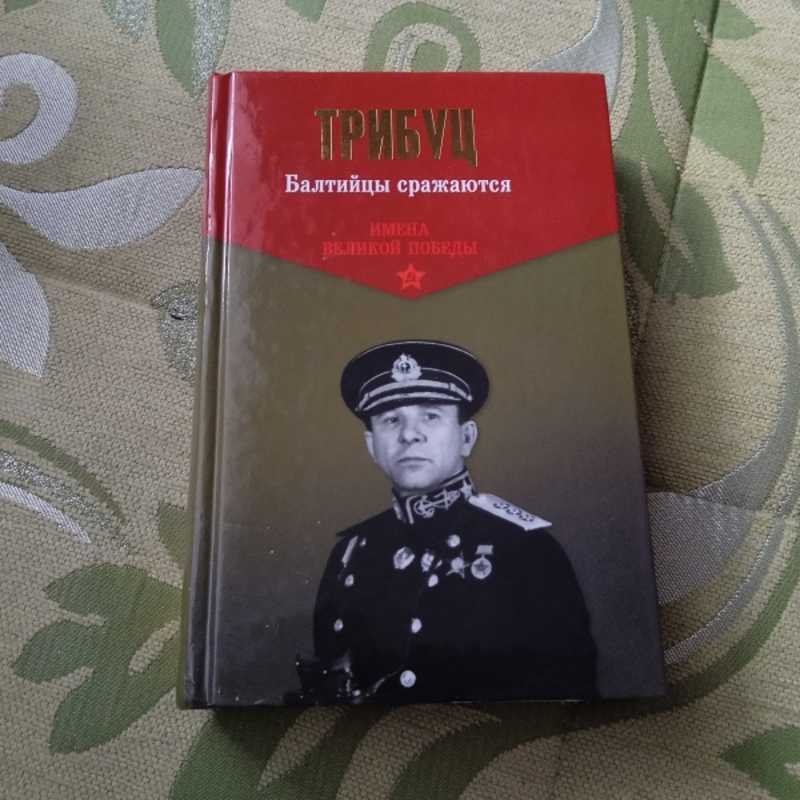 ТРИБУЦ
Балтийцы сражаются
ИМЕНА
ВЕЛИКОЙ ПОБЕДЫ